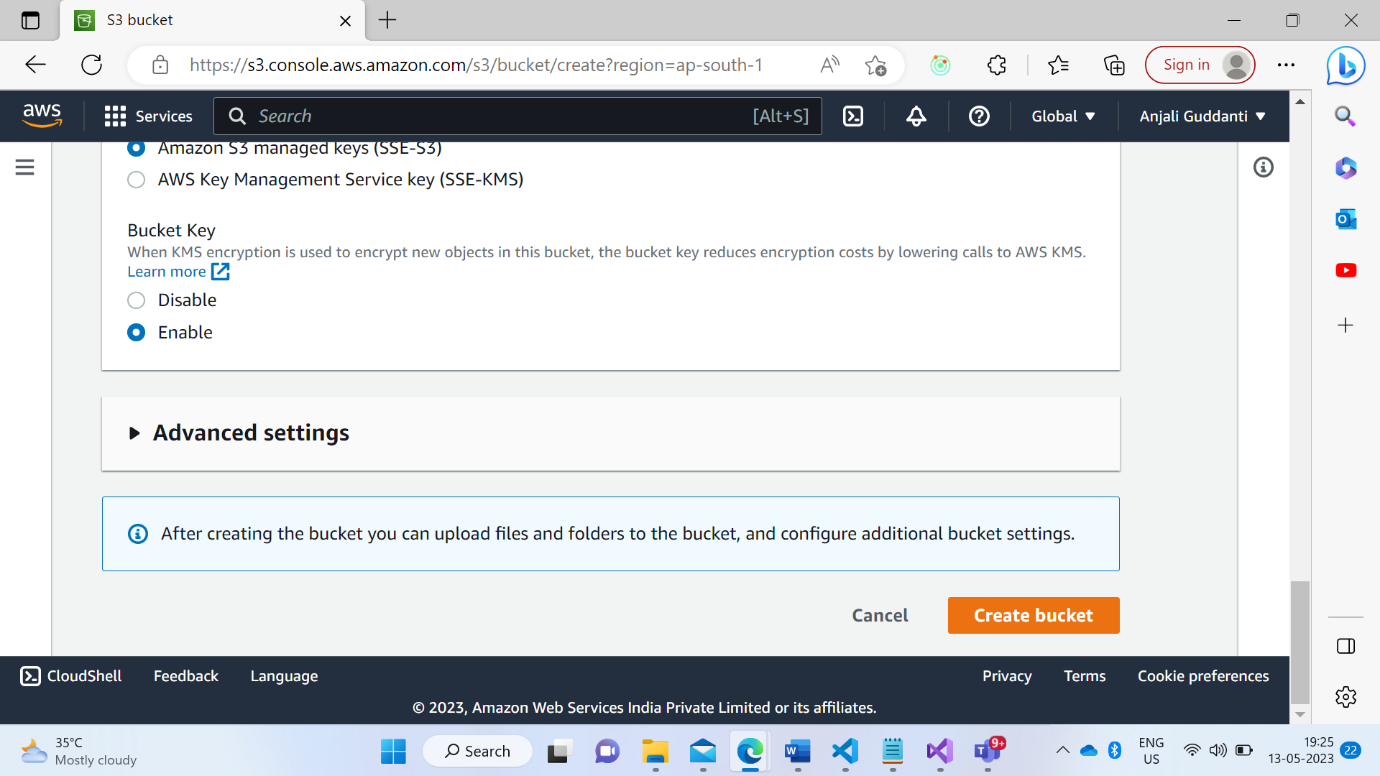 S3 bucket
https://s3.console.aws.amazon.com/s3/bucket/create?region=ap-south-1
Sign in
aws
Services
Search
[Alt+S]
Global
Anjali Guddanti
Amazon S3 managed keys (SSE-S3)
AWS Key Management Service key (SSE-KMS)
Bucket Key
When KMS encryption is used to encrypt new objects in this bucket, the bucket key reduces encryption costs by lowering calls to AWS KMS.
Learn more
Disable
Enable
Advanced settings
After creating the bucket you can upload files and folders to the bucket, and configure additional bucket settings.
Cancel
Create bucket
CloudShell
Feedback
Language
Privacy
Terms
Cookie preferences
© 2023, Amazon Web Services India Private Limited or its affiliates.
35°C
Mostly cloudy
Search
9+
ENG
US
19:25
13-05-2023
22